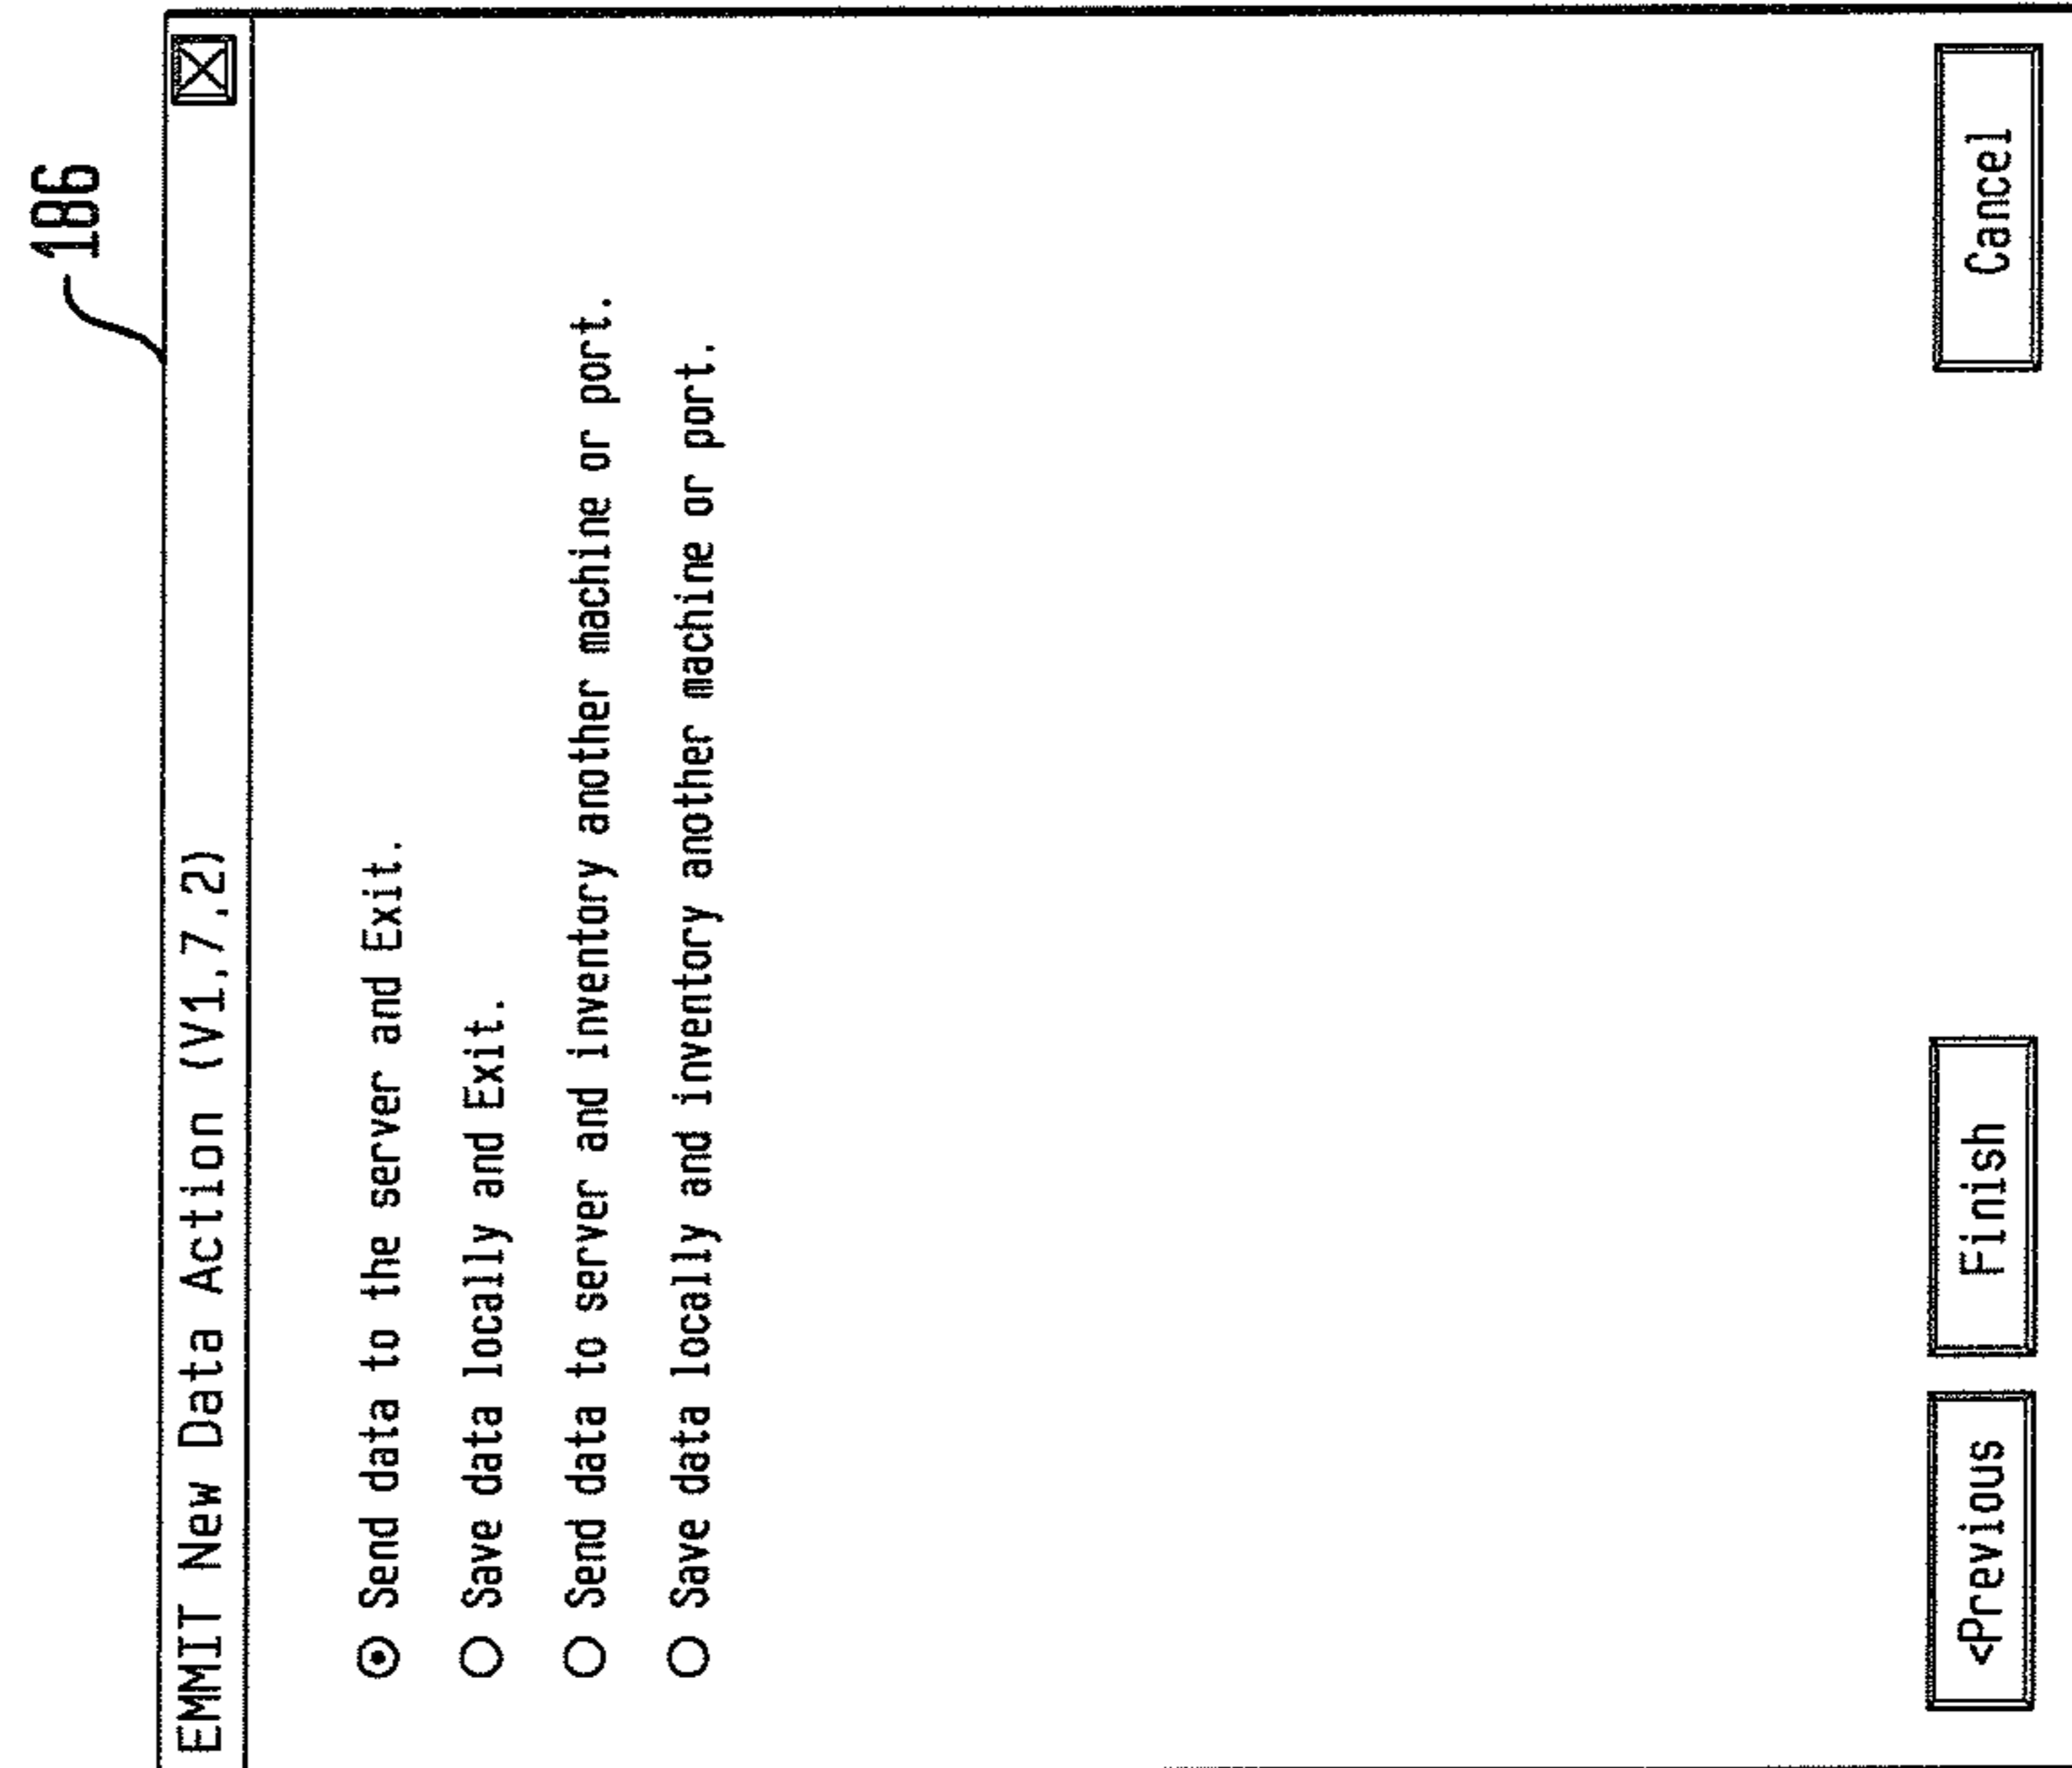 186
EMMIT New Data Action (V1,7,2)
Send data to the server and Exit.
Save data locally and Exit.
Send data to server and inventory another machine or port.
Save data locally and inventory another machine or port.
<Previous Finish Cancel